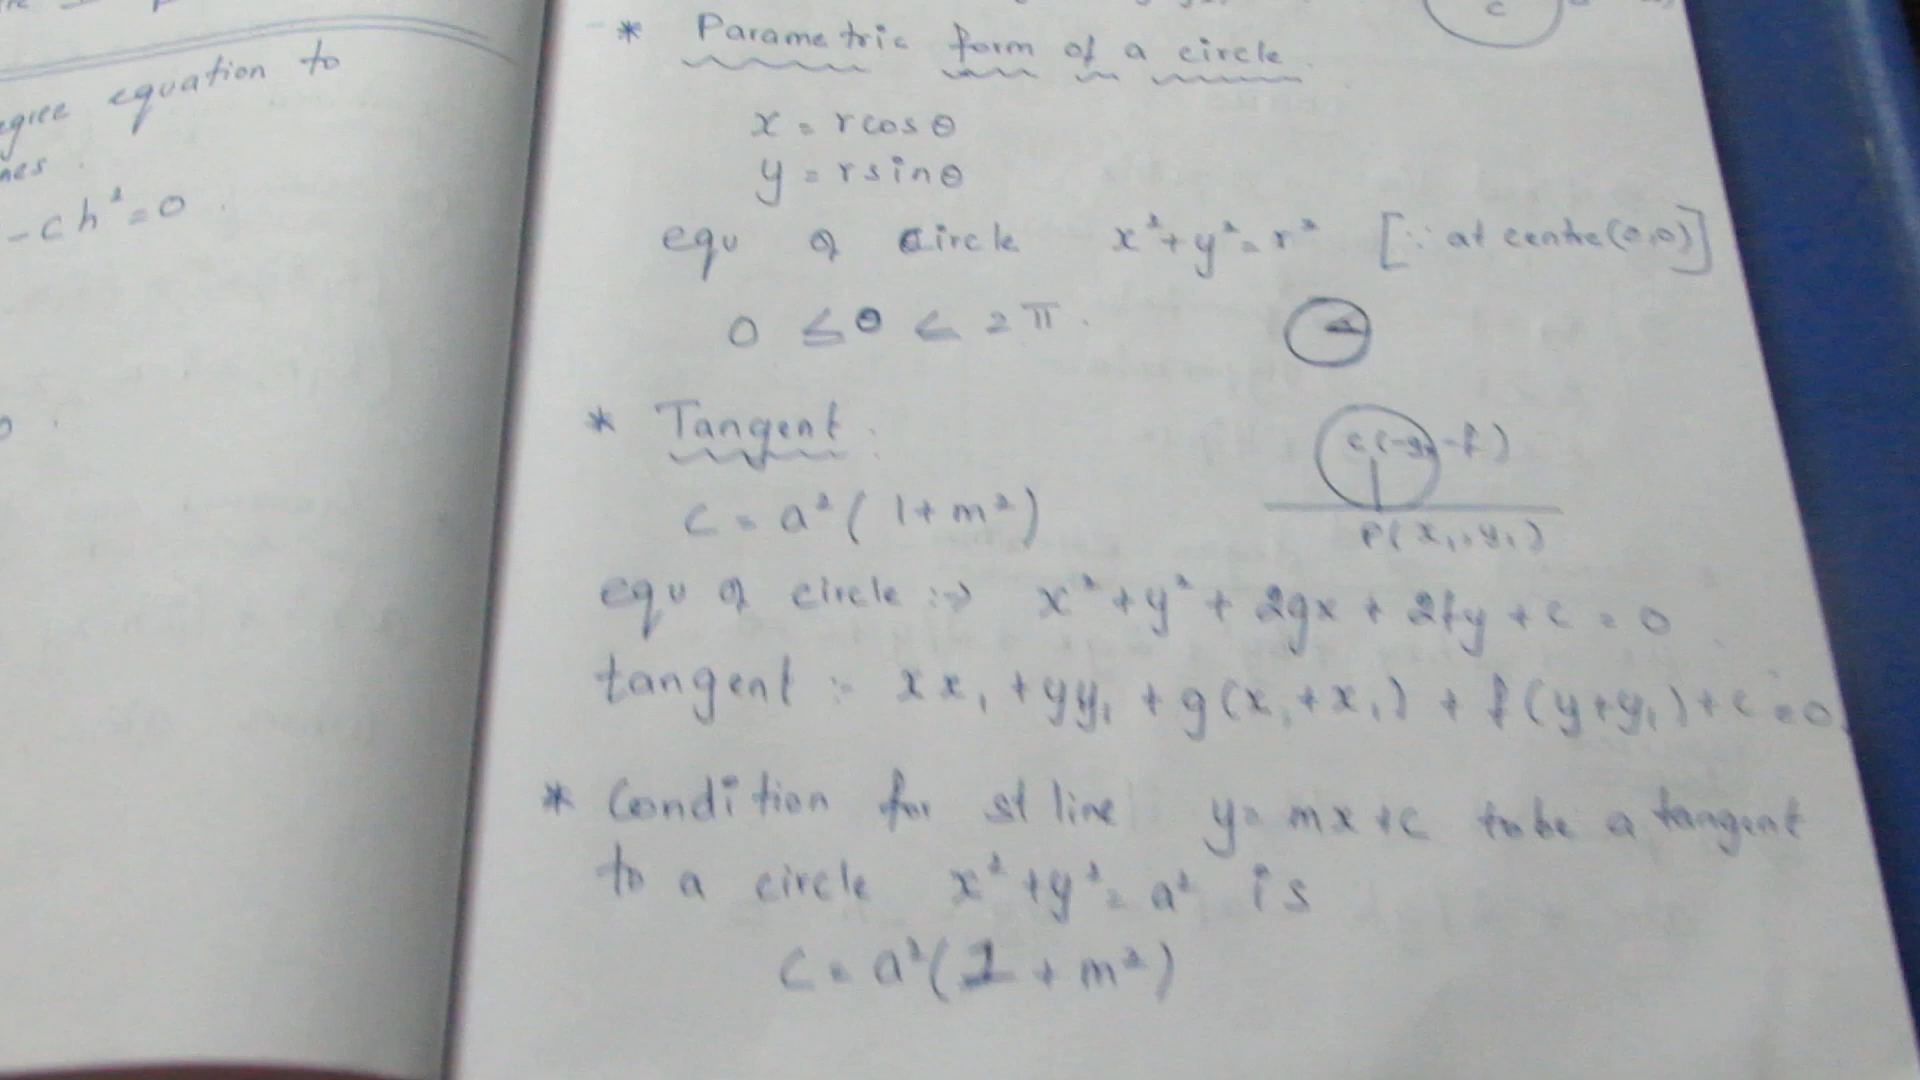 egree equation to
nes
- ch² = 0
* Parametric form of a circle.
c
x = r cos θ
y = r sin θ
equ of circle x² + y² = r² [∵ at centre (0,0)]
0 ≤ θ < 2π.
* Tangent:
c(-g, -f)
c = a² (1 + m²)
P(x₁, y₁)
equ of circle :→ x² + y² + 2gx + 2fy + c = 0
tangent :- xx₁ + yy₁ + g(x + x₁) + f(y + y₁) + c = 0
* Condition for st line y = mx + c to be a tangent
to a circle x² + y² = a² is
c = a² (1 + m²)